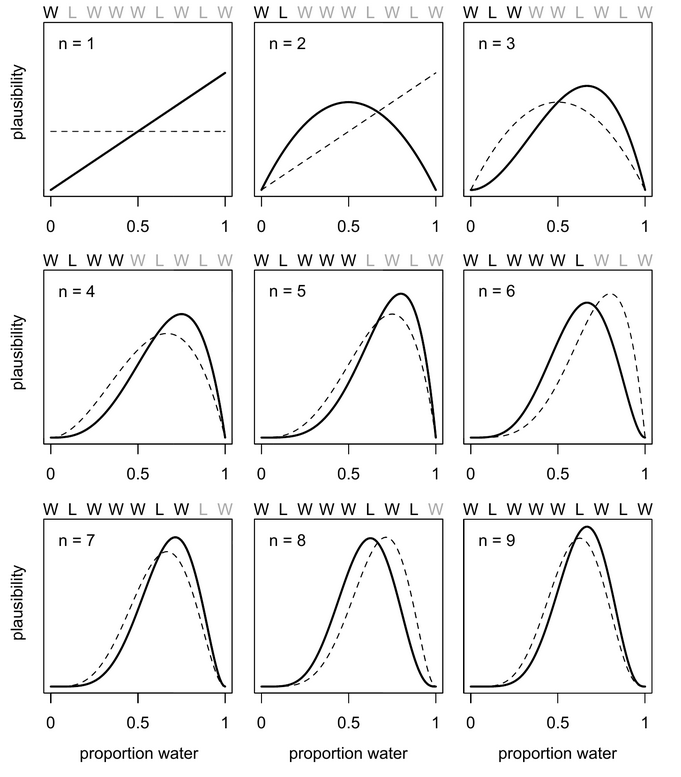 W L W W W L W L W W L W W W L W L W W L W W W L W L W
n = 1 n = 2 n = 3
plausibility
0 0.5 1 0 0.5 1 0 0.5 1
W L W W W L W L W W L W W W L W L W W L W W W L W L W
n = 4 n = 5 n = 6
plausibility
0 0.5 1 0 0.5 1 0 0.5 1
W L W W W L W L W W L W W W L W L W W L W W W L W L W
n = 7 n = 8 n = 9
plausibility
0 0.5 1 0 0.5 1 0 0.5 1
proportion water proportion water proportion water